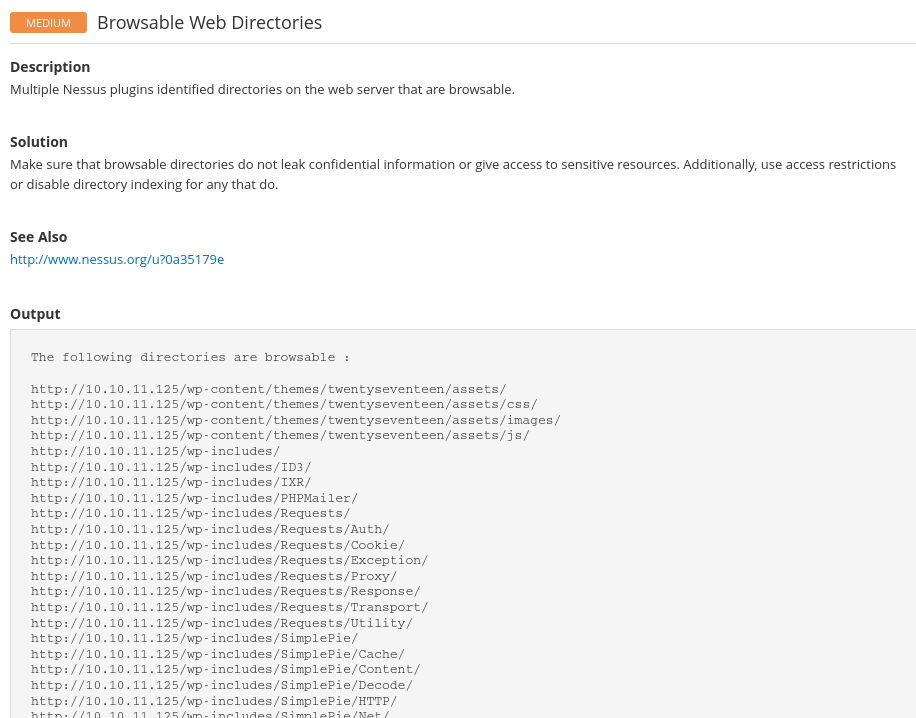 MEDIUM Browsable Web Directories
Description
Multiple Nessus plugins identified directories on the web server that are browsable.
Solution
Make sure that browsable directories do not leak confidential information or give access to sensitive resources. Additionally, use access restrictions
or disable directory indexing for any that do.
See Also
http://www.nessus.org/u?0a35179e
Output
The following directories are browsable :
http://10.10.11.125/wp-content/themes/twentyseventeen/assets/
http://10.10.11.125/wp-content/themes/twentyseventeen/assets/css/
http://10.10.11.125/wp-content/themes/twentyseventeen/assets/images/
http://10.10.11.125/wp-content/themes/twentyseventeen/assets/js/
http://10.10.11.125/wp-includes/
http://10.10.11.125/wp-includes/ID3/
http://10.10.11.125/wp-includes/IXR/
http://10.10.11.125/wp-includes/PHPMailer/
http://10.10.11.125/wp-includes/Requests/
http://10.10.11.125/wp-includes/Requests/Auth/
http://10.10.11.125/wp-includes/Requests/Cookie/
http://10.10.11.125/wp-includes/Requests/Exception/
http://10.10.11.125/wp-includes/Requests/Proxy/
http://10.10.11.125/wp-includes/Requests/Response/
http://10.10.11.125/wp-includes/Requests/Transport/
http://10.10.11.125/wp-includes/Requests/Utility/
http://10.10.11.125/wp-includes/SimplePie/
http://10.10.11.125/wp-includes/SimplePie/Cache/
http://10.10.11.125/wp-includes/SimplePie/Content/
http://10.10.11.125/wp-includes/SimplePie/Decode/
http://10.10.11.125/wp-includes/SimplePie/HTTP/
http://10.10.11.125/wp-includes/SimplePie/Net/